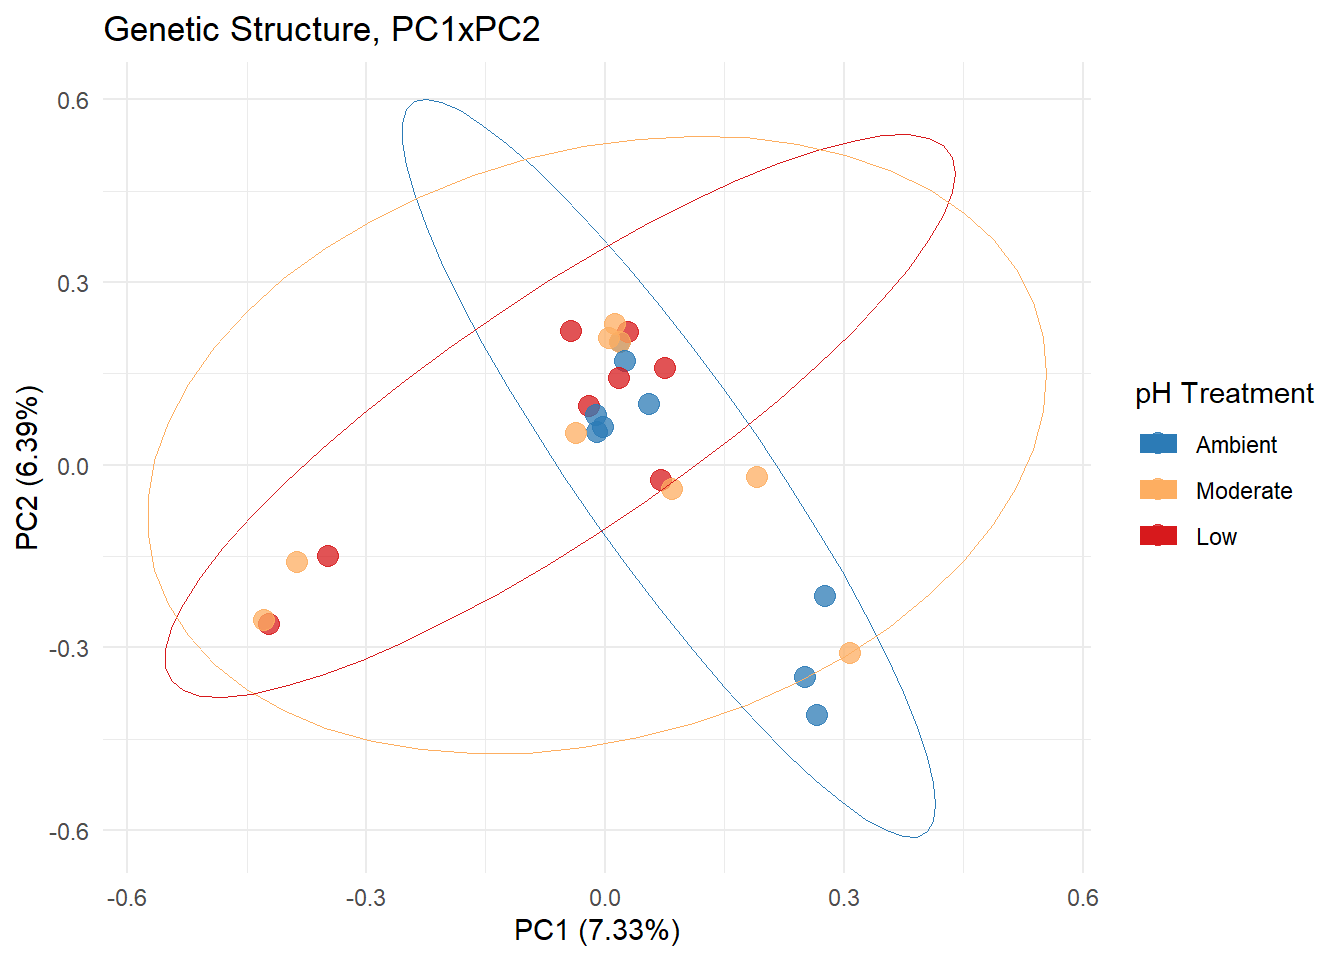 Genetic Structure, PC1xPC2
0.6
0.3
0.0
-0.3
-0.6
PC2 (6.39%)
-0.6 -0.3 0.0 0.3 0.6
PC1 (7.33%)
pH Treatment
Ambient
Moderate
Low